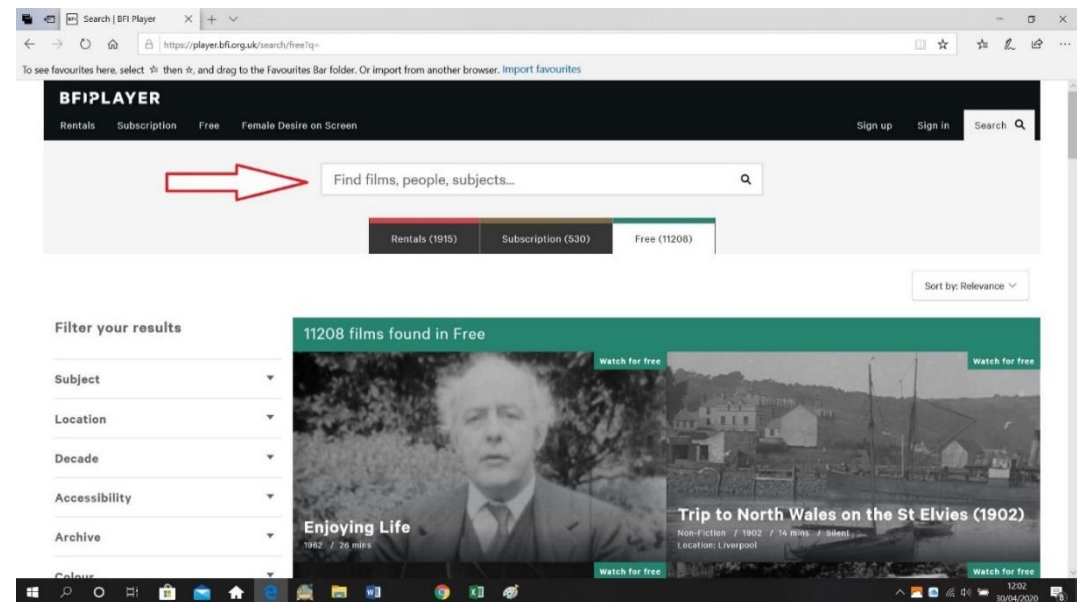 Search | BFI Player
https://player.bfi.org.uk/search/free?q=
To see favourites here, select ☆ then ☆, and drag to the Favourites Bar folder. Or import from another browser. Import favourites
BFI PLAYER
Rentals Subscription Free Female Desire on Screen Sign up Sign in Search
Find films, people, subjects...
Rentals (1915) Subscription (530) Free (11208)
Sort by: Relevance
Filter your results
Subject
Location
Decade
Accessibility
Archive
Colour
11208 films found in Free
Watch for free
Enjoying Life
1962 / 26 mins
Watch for free
Trip to North Wales on the St Elvies (1902)
Non-Fiction / 1902 / 14 mins / Silent
Location: Liverpool
Watch for free
Watch for free
12:02
30/04/2020